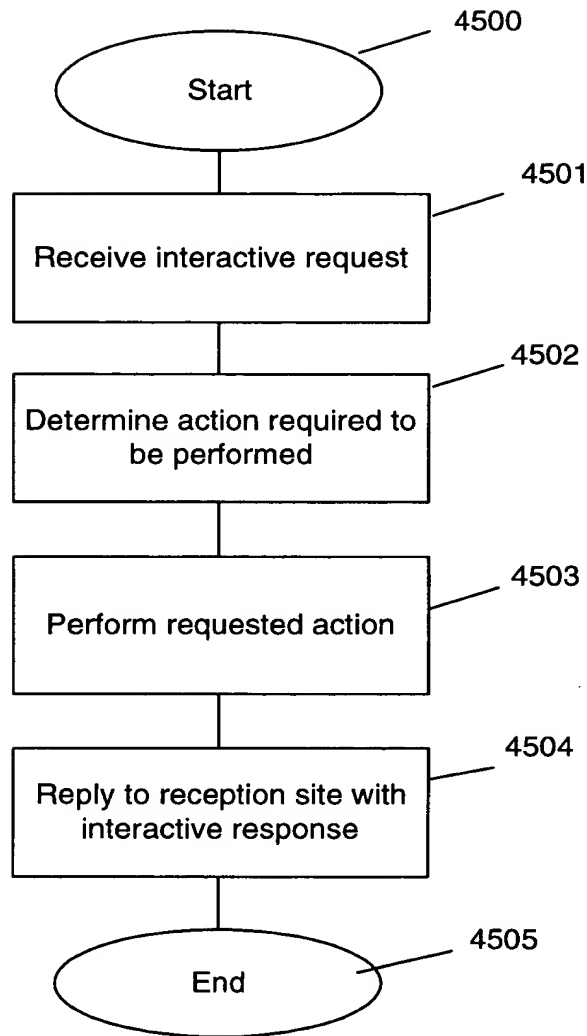 4500
Start
4501
Receive interactive request
4502
Determine action required to
be performed
4503
Perform requested action
4504
Reply to reception site with
interactive response
4505
End